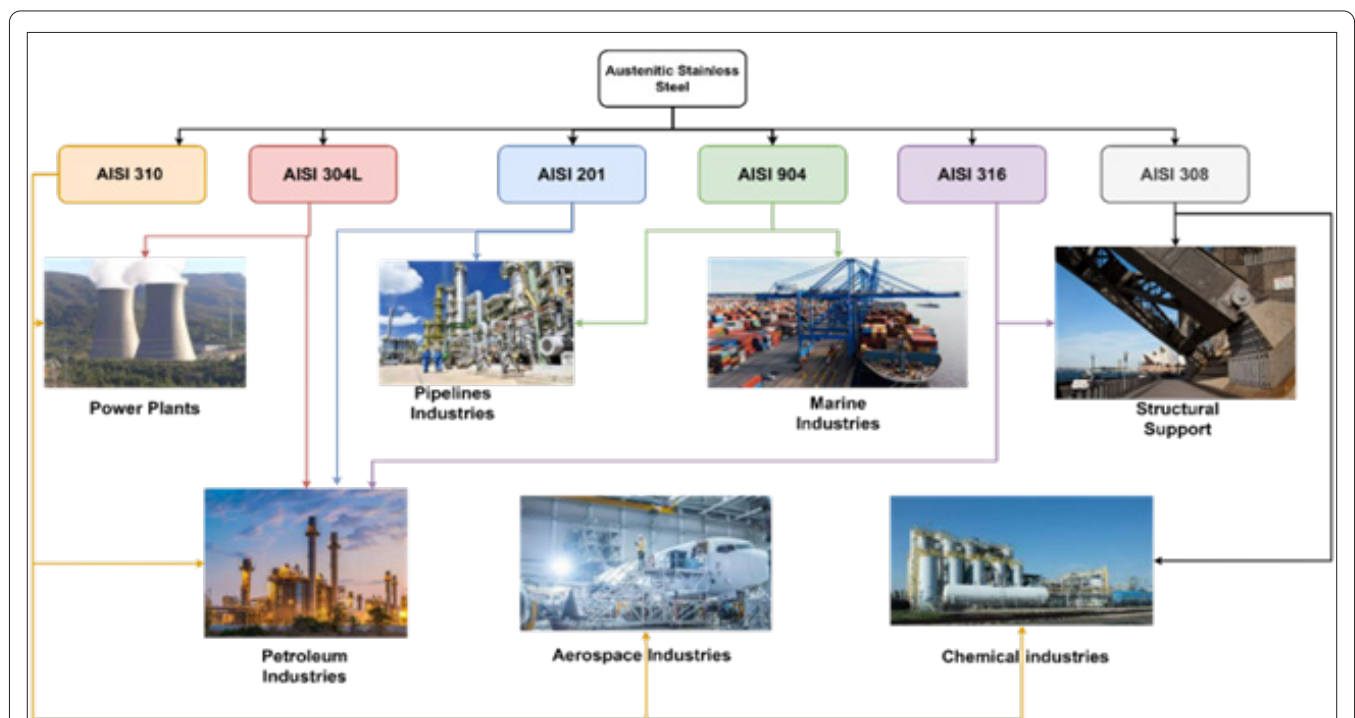 Austenitic Stainless
Steel
AISI 310
AISI 304L
AISI 201
AISI 904
AISI 316
AISI 308
Power Plants
Pipelines
Industries
Marine
Industries
Structural
Support
Petroleum
Industries
Aerospace Industries
Chemical industries